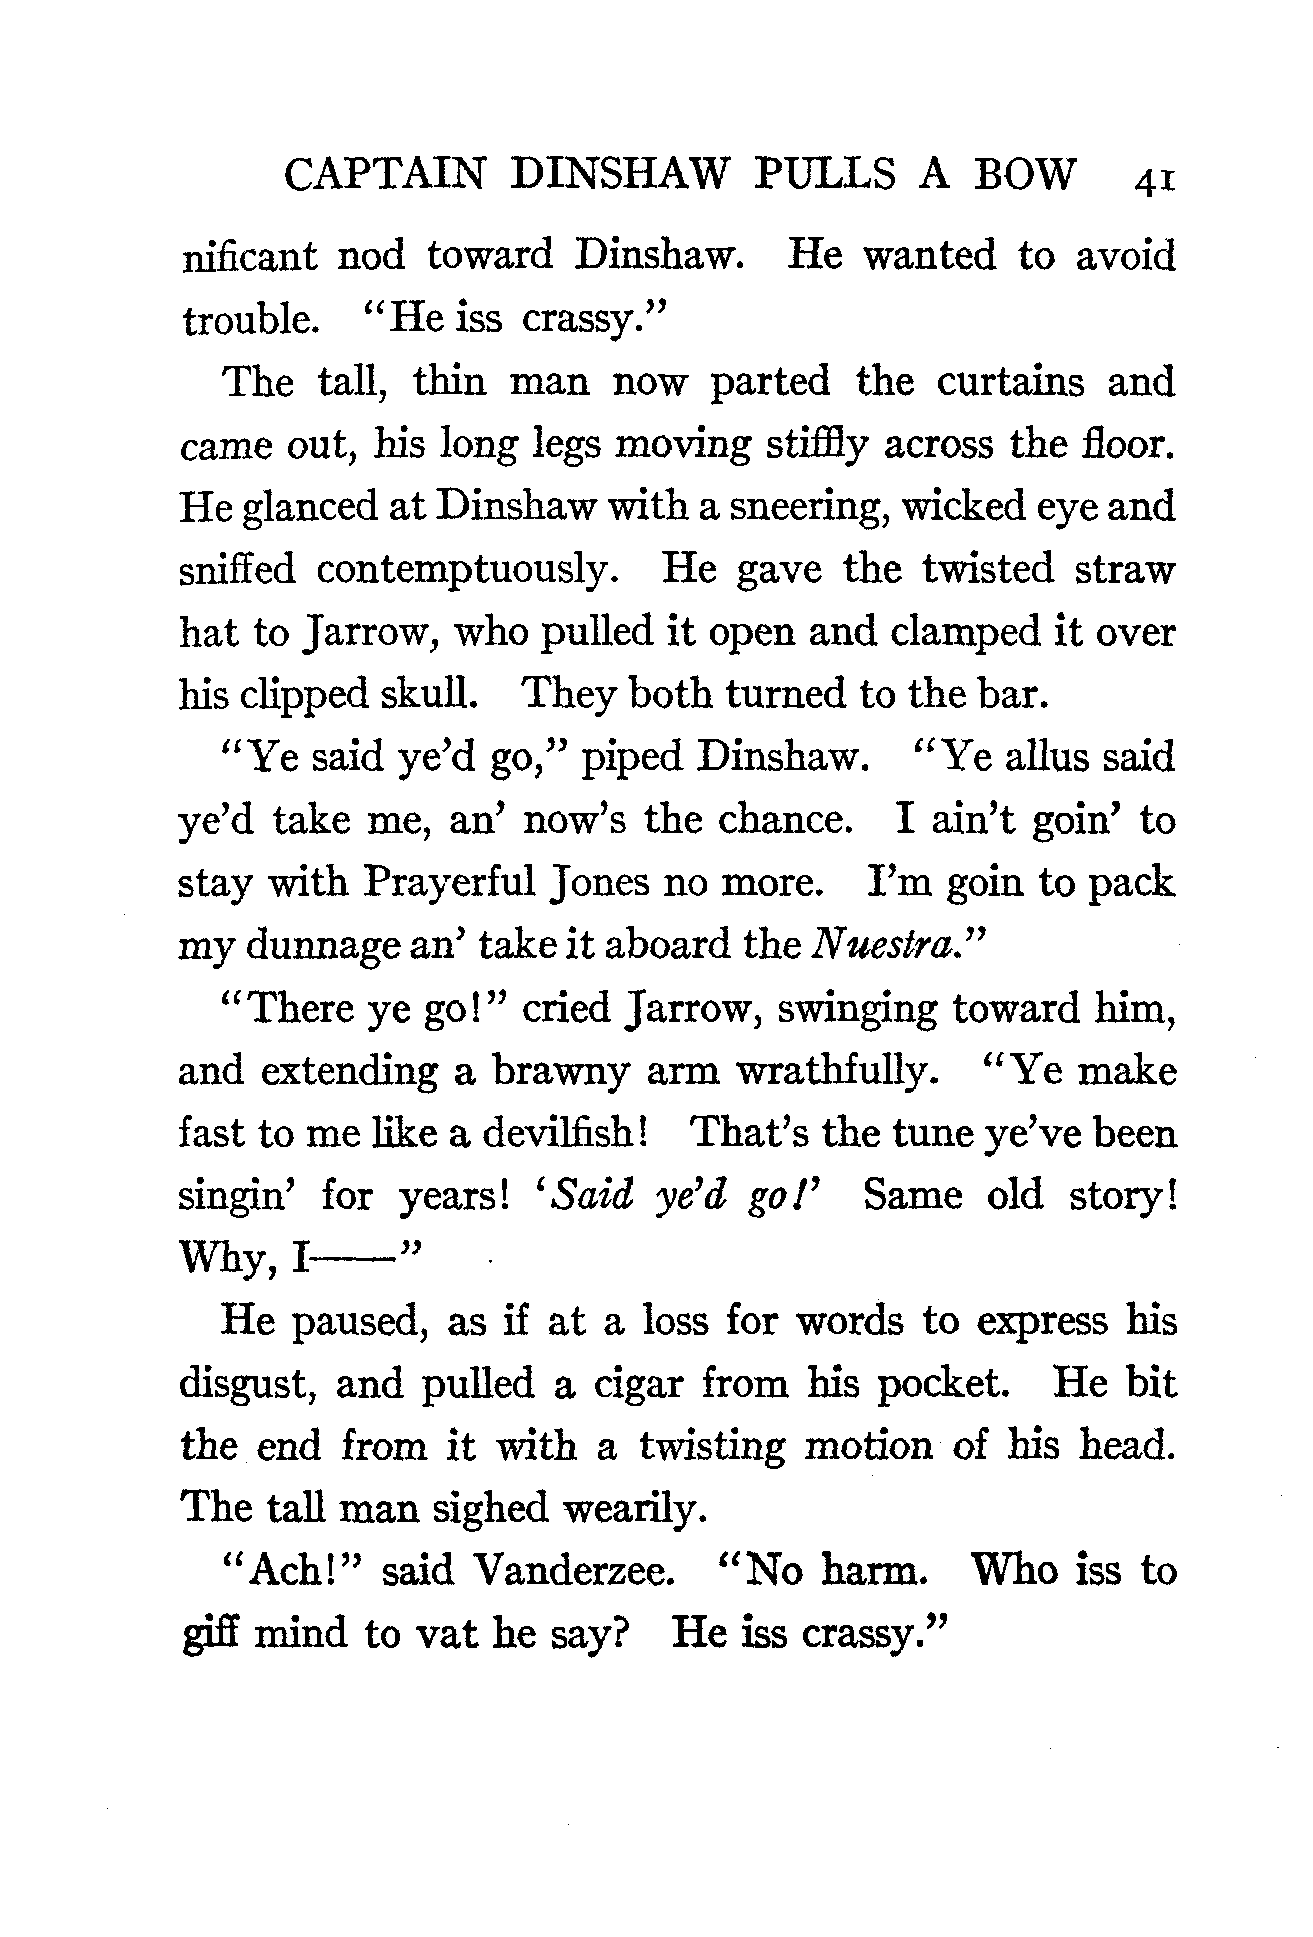 CAPTAIN DINSHAW PULLS A BOW 41
nificant nod toward Dinshaw. He wanted to avoid
trouble. “He iss crassy.”
The tall, thin man now parted the curtains and
came out, his long legs moving stiffly across the floor.
He glanced at Dinshaw with a sneering, wicked eye and
sniffed contemptuously. He gave the twisted straw
hat to Jarrow, who pulled it open and clamped it over
his clipped skull. They both turned to the bar.
“Ye said ye’d go,” piped Dinshaw. “Ye allus said
ye’d take me, an’ now’s the chance. I ain’t goin’ to
stay with Prayerful Jones no more. I’m goin to pack
my dunnage an’ take it aboard the Nuestra.”
“There ye go!” cried Jarrow, swinging toward him,
and extending a brawny arm wrathfully. “Ye make
fast to me like a devilfish! That’s the tune ye’ve been
singin’ for years! ‘Said ye’d go!’ Same old story!
Why, I——”
He paused, as if at a loss for words to express his
disgust, and pulled a cigar from his pocket. He bit
the end from it with a twisting motion of his head.
The tall man sighed wearily.
“Ach!” said Vanderzee. “No harm. Who iss to
giff mind to vat he say? He iss crassy.”